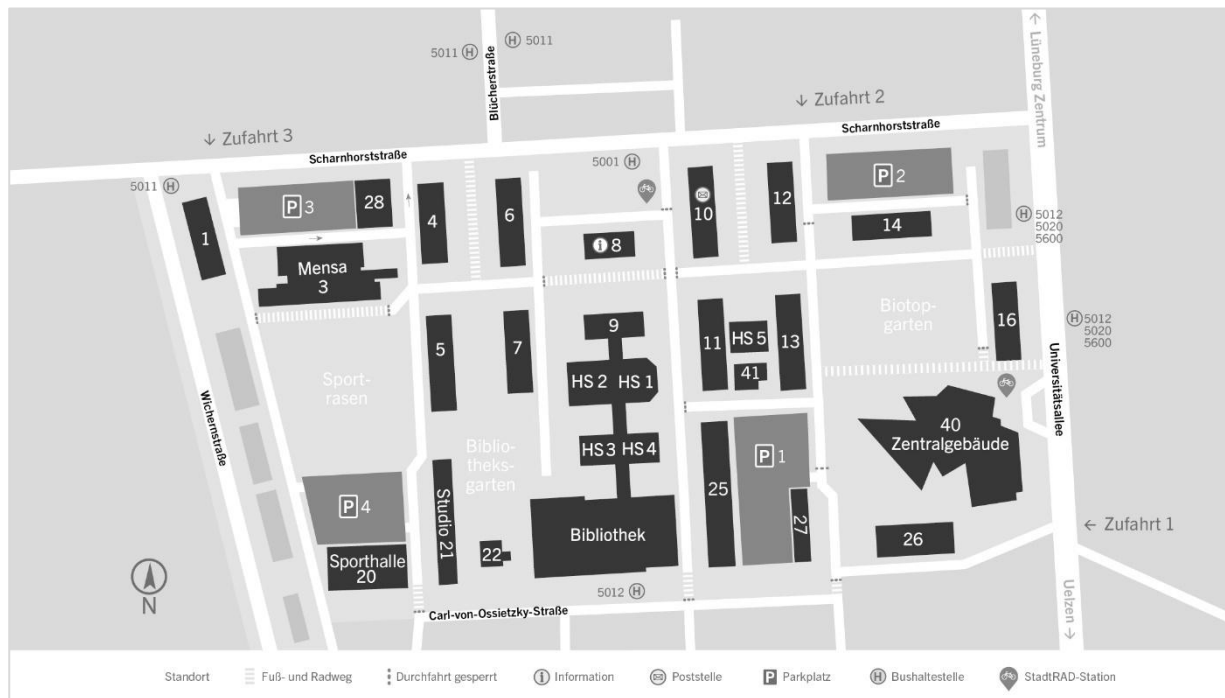 5011 H
H 5011
Blücherstraße
↑ Lüneburg Zentrum
↓ Zufahrt 3
↓ Zufahrt 2
Scharnhorststraße
Scharnhorststraße
5011 H
5001 H
P 3
28
4
6
10
12
P 2
14
H 5012
5020
5600
1
Mensa
3
i 8
Biotop-
garten
16
H 5012
5020
5600
5
7
9
11
HS 5
13
41
HS 2
HS 1
Sport-
rasen
Wichernstraße
Universitätsallee
40
Zentralgebäude
Biblio-
theks-
garten
HS 3
HS 4
25
P 1
27
P 4
Studio 21
Bibliothek
← Zufahrt 1
26
Sporthalle
20
22
N
5012 H
Carl-von-Ossietzky-Straße
Uelzen →
Standort
Fuß- und Radweg
Durchfahrt gesperrt
i Information
Poststelle
P Parkplatz
H Bushaltestelle
StadtRAD-Station